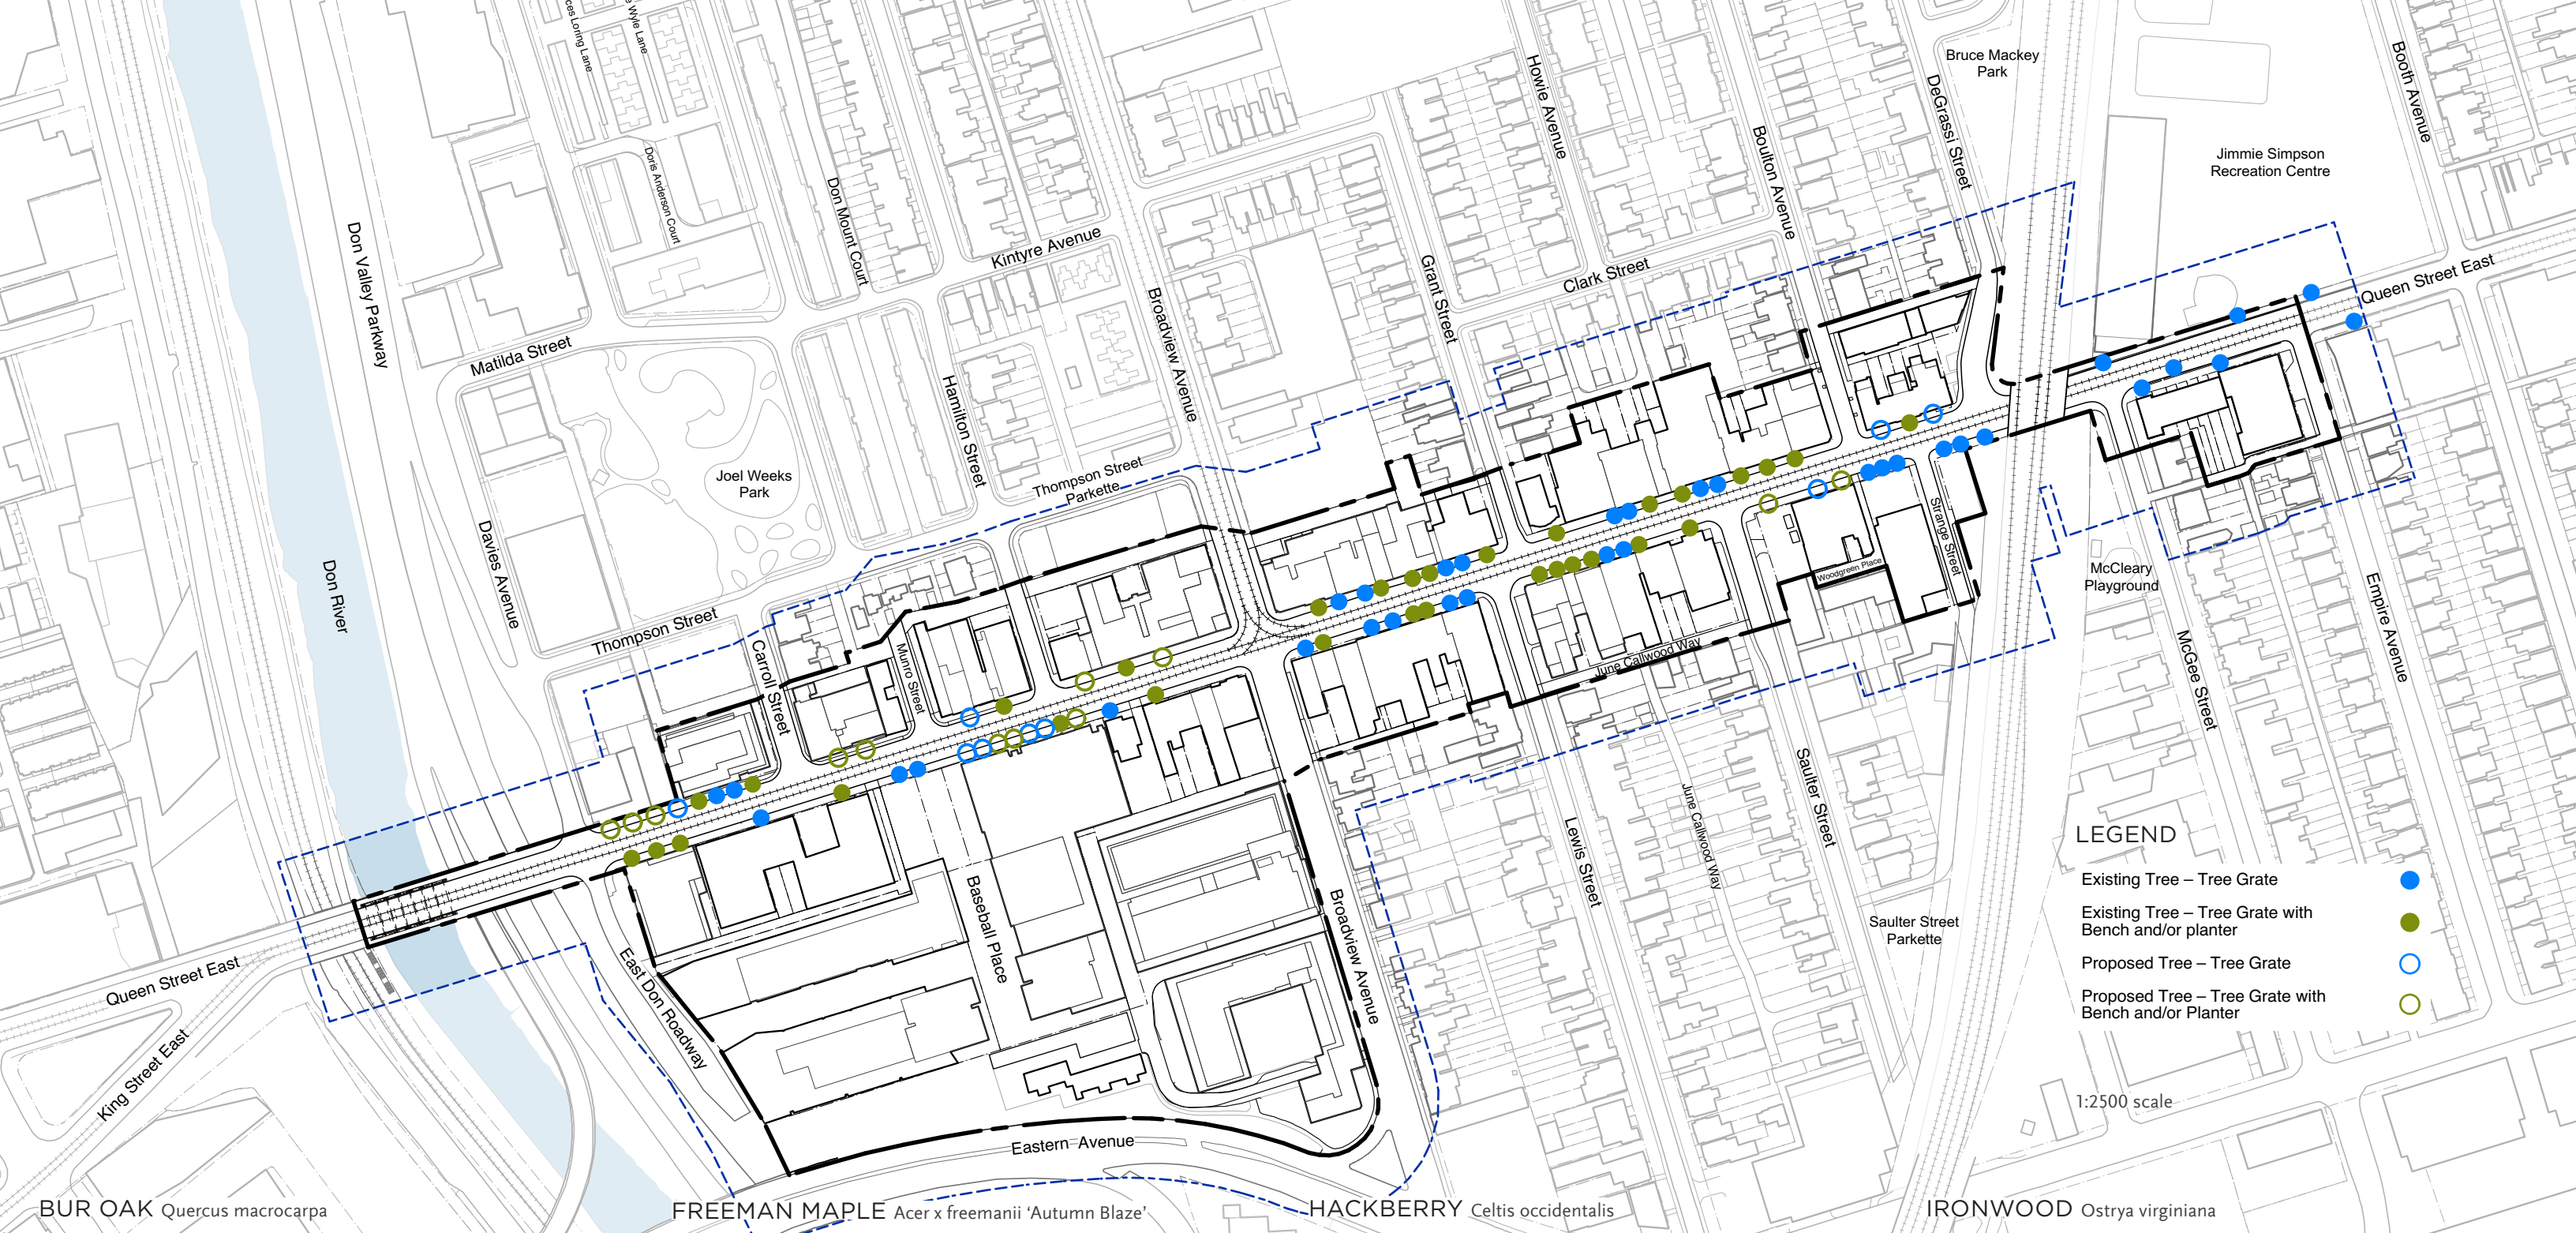 ces Loring Lane
e Wyle Lane
Doris Anderson Court
Don Mount Court
Kintyre Avenue
Howie Avenue
Boulton Avenue
DeGrassi Street
Bruce Mackey
Park
Booth Avenue
Jimmie Simpson
Recreation Centre
Don Valley Parkway
Matilda Street
Hamilton Street
Broadview Avenue
Grant Street
Clark Street
Queen Street East
Joel Weeks
Park
Thompson Street
Parkette
Davies Avenue
Don River
Thompson Street
Carroll Street
Munro Street
Strange Street
Woodgreen Place
McCleary
Playground
June Callwood Way
McGee Street
Empire Avenue
Saulter Street
June Callwood Way
Lewis Street
Saulter Street
Parkette
Baseball Place
Broadview Avenue
East Don Roadway
Queen Street East
King Street East
Eastern Avenue
LEGEND
Existing Tree – Tree Grate
Existing Tree – Tree Grate with
Bench and/or planter
Proposed Tree – Tree Grate
Proposed Tree – Tree Grate with
Bench and/or Planter
1:2500 scale
BUR OAK Quercus macrocarpa
FREEMAN MAPLE Acer x freemanii ‘Autumn Blaze’
HACKBERRY Celtis occidentalis
IRONWOOD Ostrya virginiana